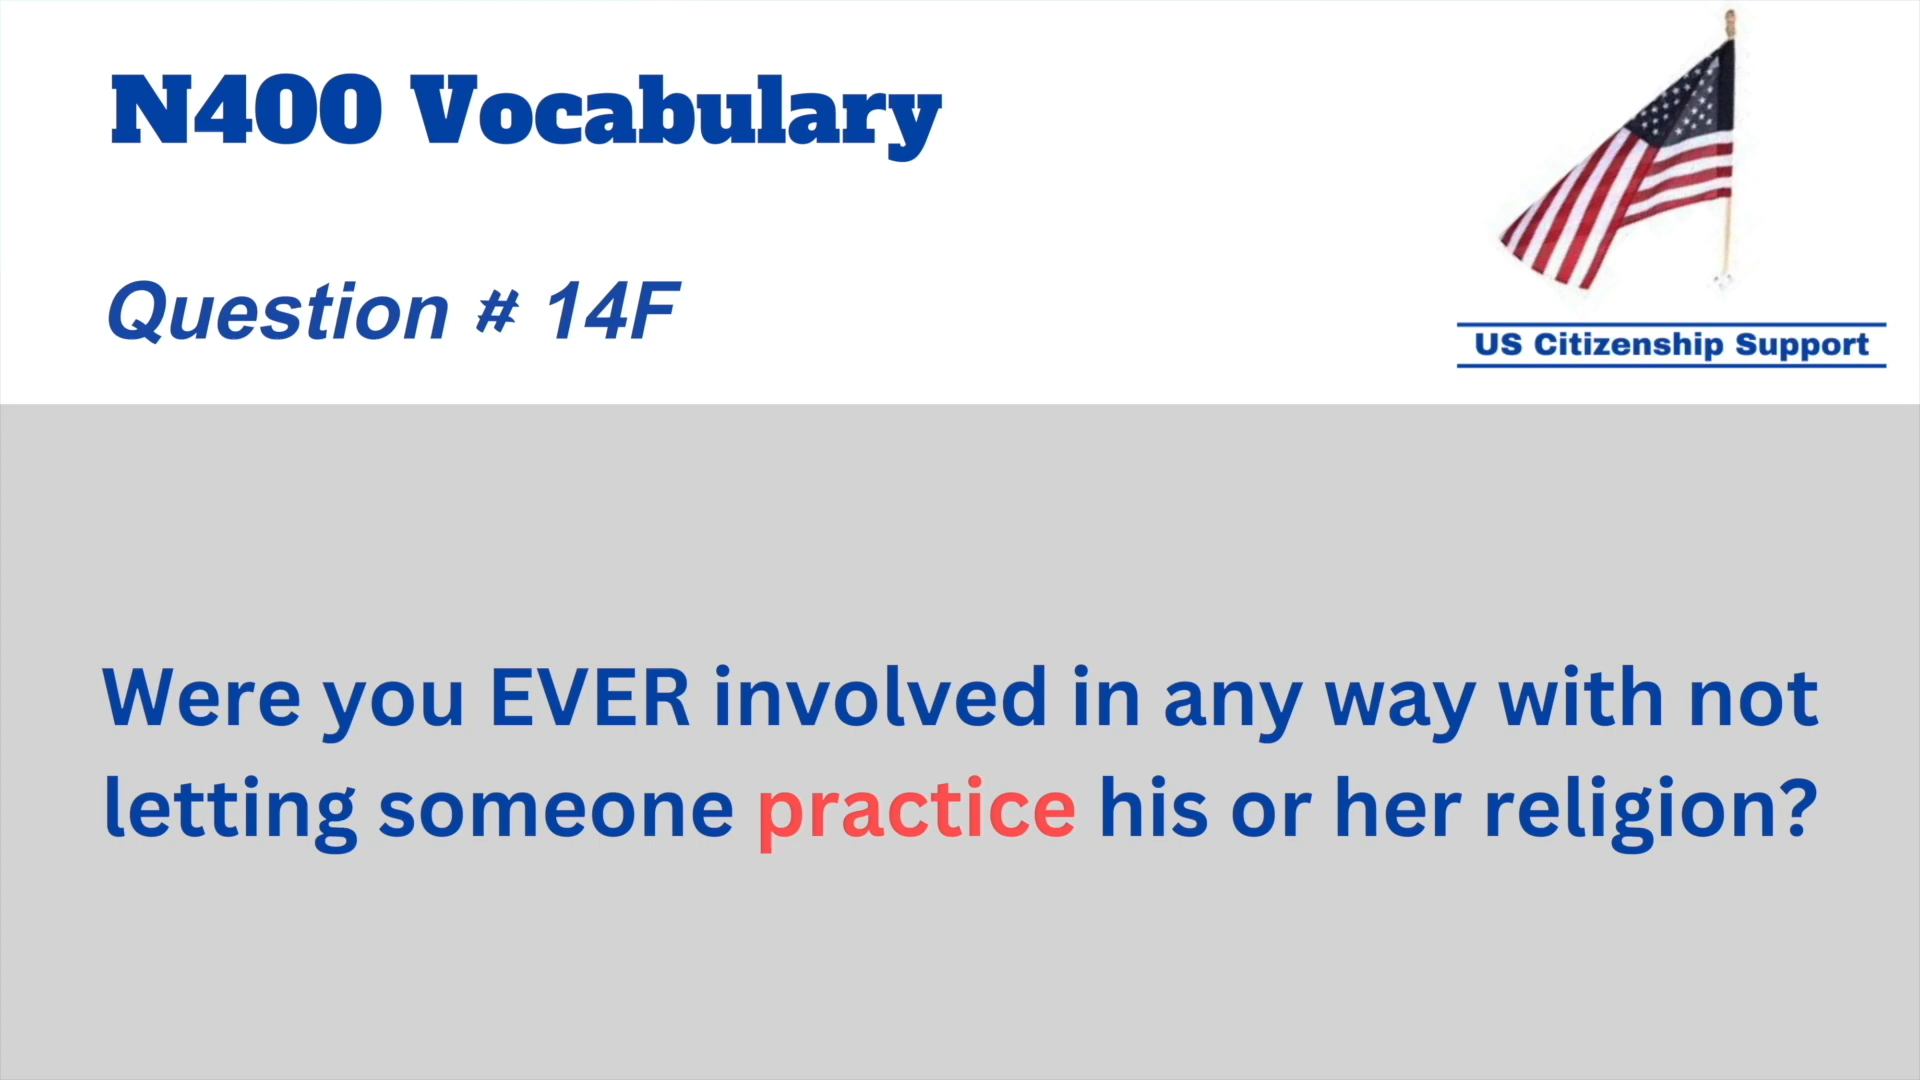 N400 Vocabulary
Question # 14F
US Citizenship Support
Were you EVER involved in any way with not
letting someone practice his or her religion?